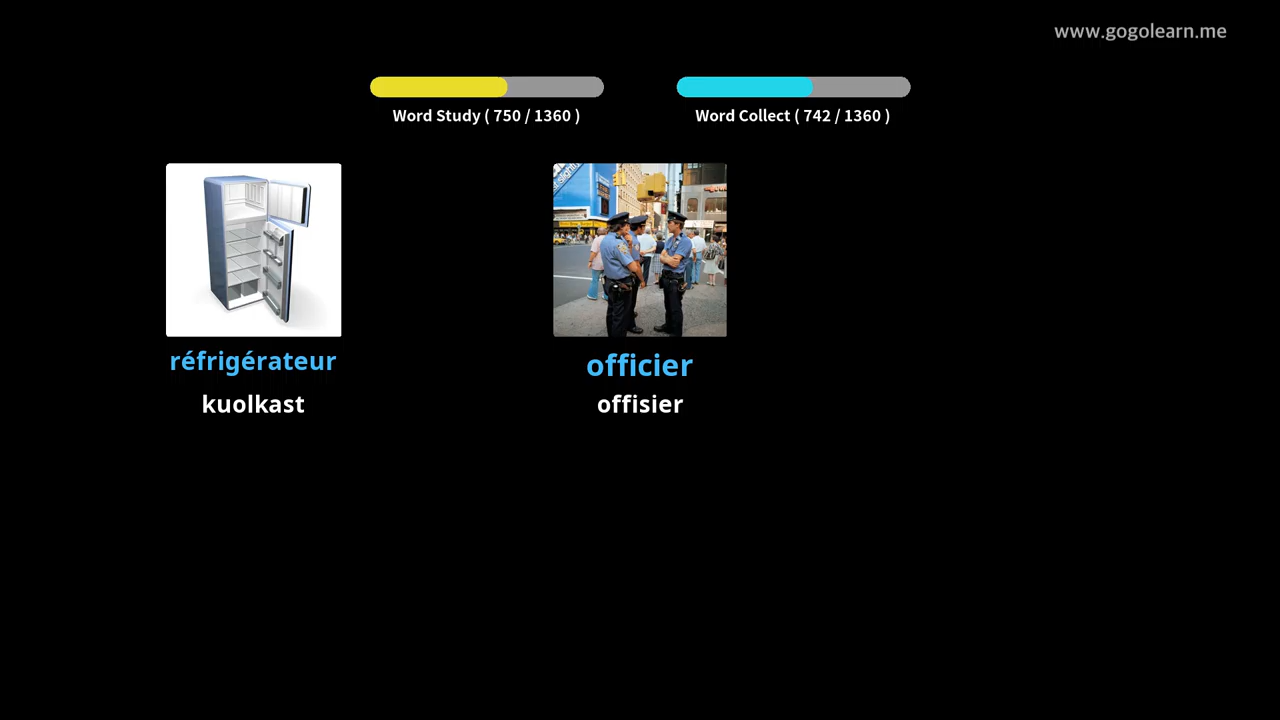 www.gogolearn.me
Word Study ( 750 / 1360 )
Word Collect ( 742 / 1360 )
réfrigérateur
officier
kuolkast
offisier